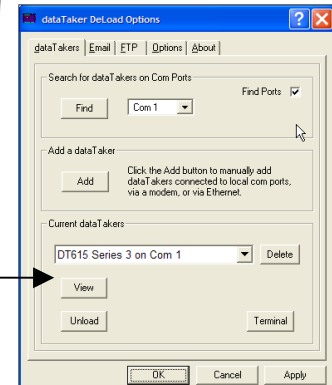 dataTaker DeLoad Options
dataTakers Email FTP Options About
Search for dataTakers on Com Ports
Find Ports
Find Com 1
Add a dataTaker
Click the Add button to manually add
Add dataTakers connected to local com ports,
via a modem, or via Ethernet.
Current dataTakers
DT615 Series 3 on Com 1 Delete
View
Unload Terminal
OK Cancel Apply